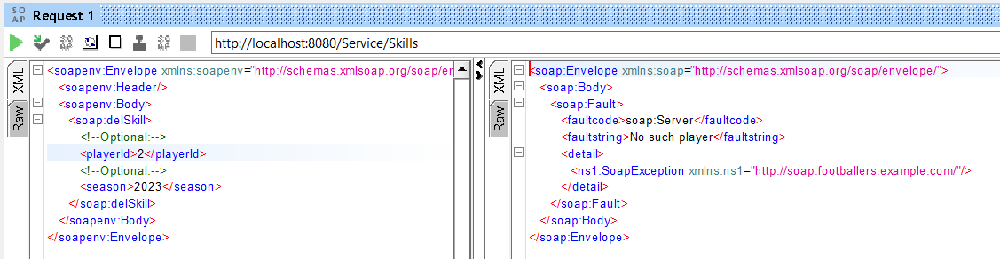 SO
AP
Request 1
SO
AP
SO
AP
http://localhost:8080/Service/Skills
XML
Raw
<soapenv:Envelope xmlns:soapenv="http://schemas.xmlsoap.org/soap/en
<soapenv:Header/>
<soapenv:Body>
<soap:delSkill>
<!--Optional:-->
<playerId>2</playerId>
<!--Optional:-->
<season>2023</season>
</soap:delSkill>
</soapenv:Body>
</soapenv:Envelope>
XML
Raw
<soap:Envelope xmlns:soap="http://schemas.xmlsoap.org/soap/envelope/">
<soap:Body>
<soap:Fault>
<faultcode>soap:Server</faultcode>
<faultstring>No such player</faultstring>
<detail>
<ns1:SoapException xmlns:ns1="http://soap.footballers.example.com/"/>
</detail>
</soap:Fault>
</soap:Body>
</soap:Envelope>